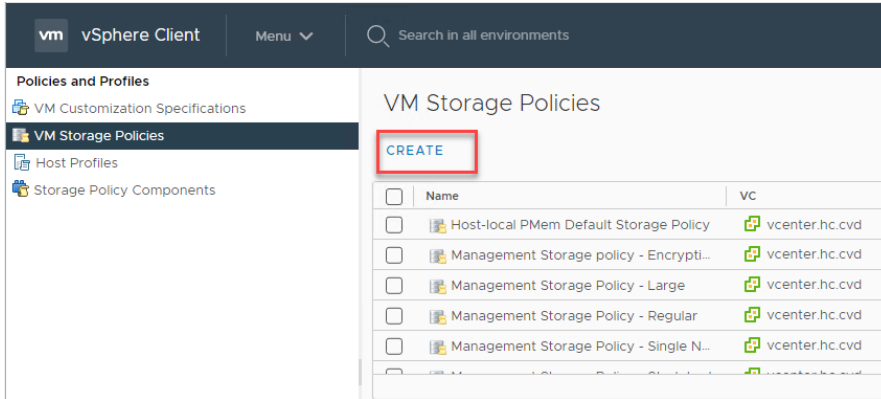 vm vSphere Client Menu Search in all environments
Policies and Profiles
VM Customization Specifications
VM Storage Policies
Host Profiles
Storage Policy Components
VM Storage Policies
CREATE
Name VC
Host-local PMem Default Storage Policy vcenter.hc.cvd
Management Storage policy - Encrypti... vcenter.hc.cvd
Management Storage Policy - Large vcenter.hc.cvd
Management Storage Policy - Regular vcenter.hc.cvd
Management Storage Policy - Single N... vcenter.hc.cvd